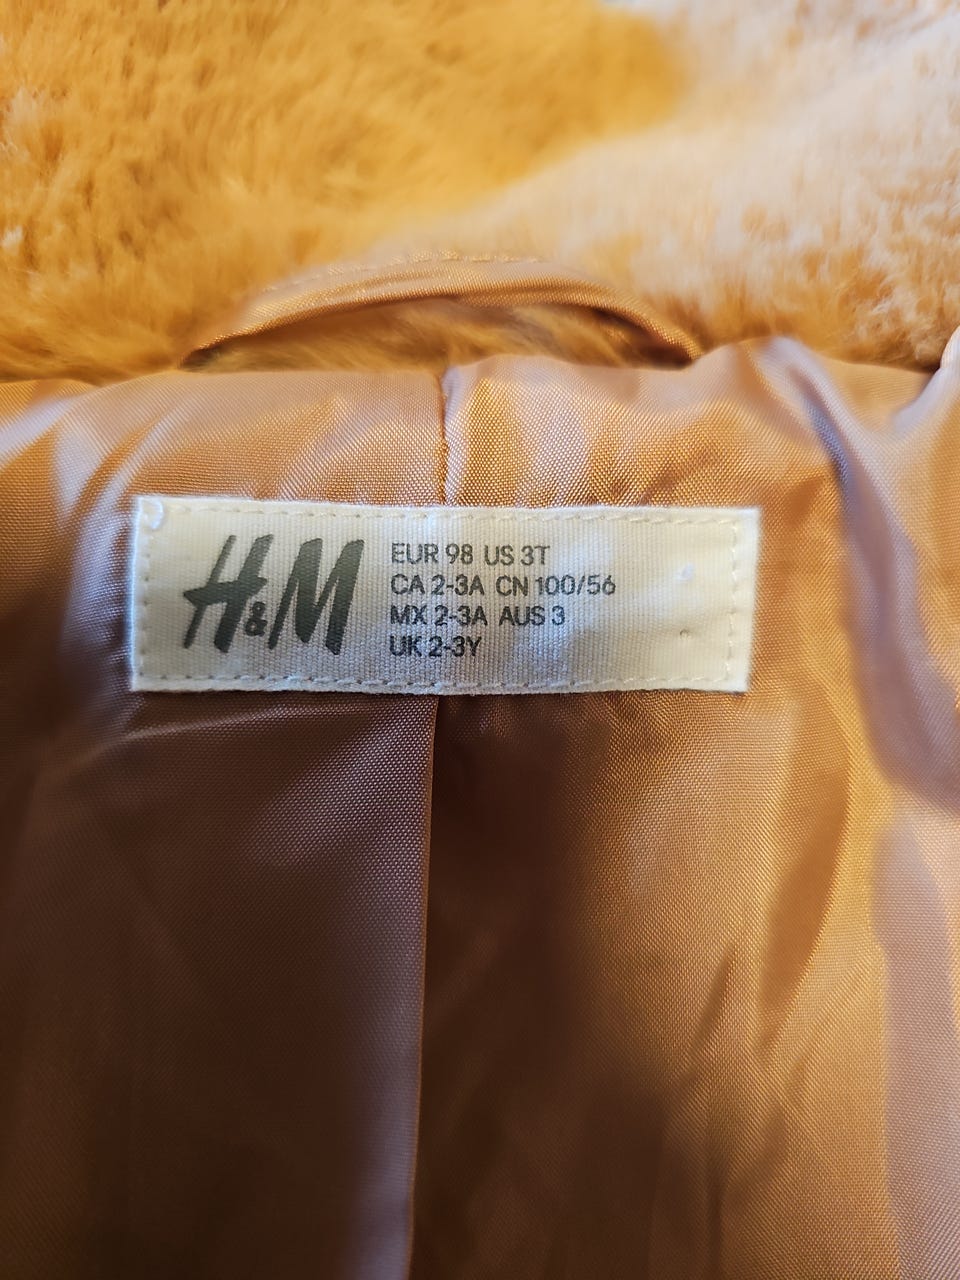 H&M
EUR 98 US 3T
CA 2-3A CN 100/56
MX 2-3A AUS 3
UK 2-3Y